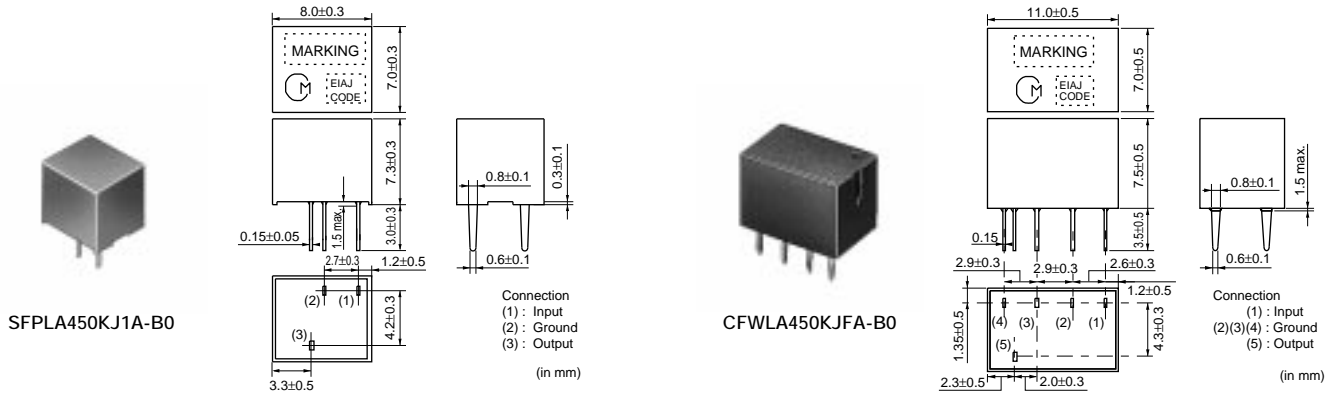 8.0±0.3
MARKING
M
EIAJ
CODE
7.0±0.3
7.3±0.3
0.15±0.05
1.5 max.
3.0±0.3
0.8±0.1
0.3±0.1
0.6±0.1
2.7±0.3
1.2±0.5
(2)
(1)
(3)
4.2±0.3
3.3±0.5
SFPLA450KJ1A-B0
Connection
(1) : Input
(2) : Ground
(3) : Output
(in mm)
11.0±0.5
MARKING
M
EIAJ
CODE
7.0±0.5
7.5±0.5
0.15
3.5±0.5
0.8±0.1
1.5 max.
0.6±0.1
2.9±0.3
2.9±0.3
2.6±0.3
1.2±0.5
(4)
(3)
(2)
(1)
(5)
1.35±0.5
4.3±0.3
2.3±0.5
2.0±0.3
CFWLA450KJFA-B0
Connection
(1) : Input
(2)(3)(4) : Ground
(5) : Output
(in mm)